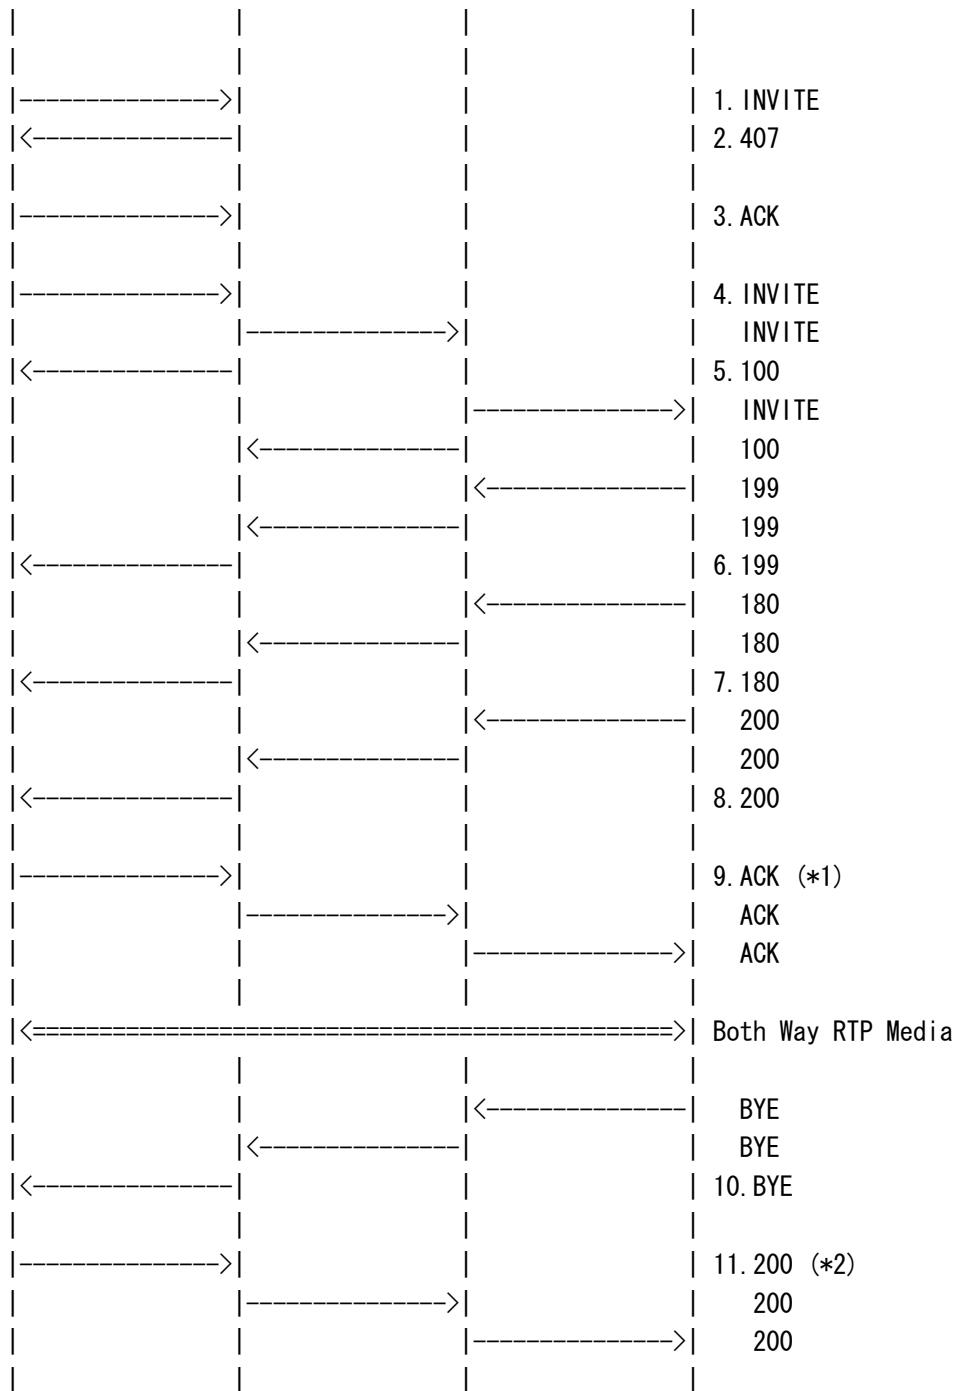 1. INVITE
2. 407
3. ACK
4. INVITE
INVITE
5. 100
INVITE
100
199
199
6. 199
180
180
7. 180
200
200
8. 200
9. ACK (*1)
ACK
ACK
Both Way RTP Media
BYE
BYE
10. BYE
11. 200 (*2)
200
200